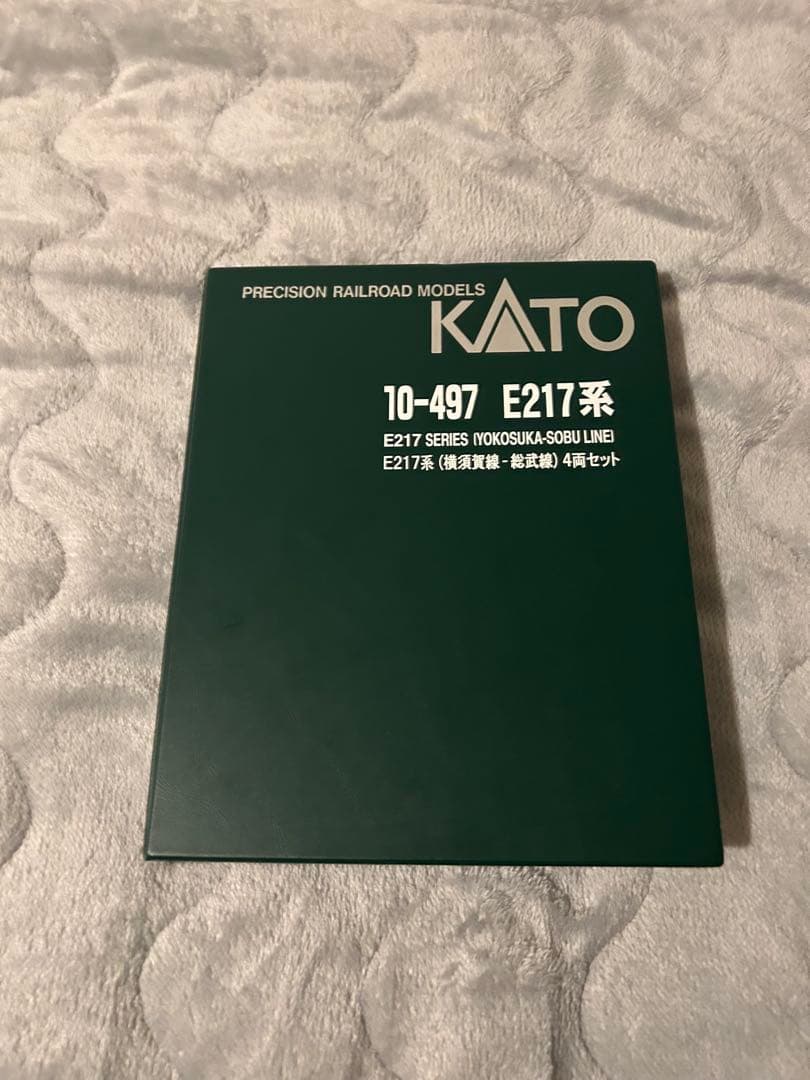 PRECISION RAILROAD MODELS
KATO
10-497 E217系
E217 SERIES (YOKOSUKA-SOBU LINE)
E217系(横須賀線-総武線)4両セット